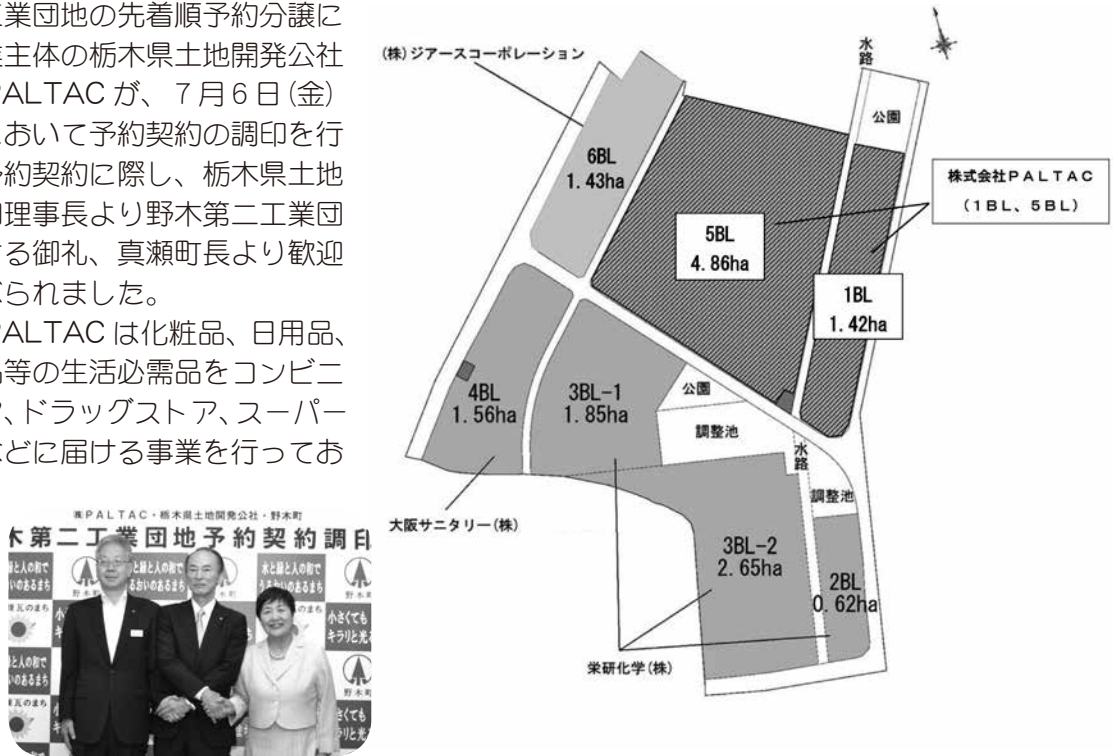 工業団地の先着順予約分譲に
業主体の栃木県土地開発公社
PALTAC が、７月６日(金)
において予約契約の調印を行
予約契約に際し、栃木県土地
理事長より野木第二工業団
する御礼、真瀬町長より歓迎
べられました。
PALTAC は化粧品、日用品、
品等の生活必需品をコンビニ
ア、ドラッグストア、スーパー
などに届ける事業を行ってお
(株)ジアースコーポレーション
水路
公園
6BL
1.43ha
株式会社ＰＡＬＴＡＣ
(１BL、５BL)
5BL
4.86ha
1BL
1.42ha
4BL
1.56ha
3BL-1
1.85ha
公園
調整池
水路
調整池
大阪サニタリー(株)
3BL-2
2.65ha
2BL
0.62ha
栄研化学(株)
㈱ＰＡＬＴＡＣ・栃木県土地開発公社・野木町
木第二工業団地予約契約調印
水と緑と人の和で
うるおいのあるまち
野木町
小さくても
キラリと光る